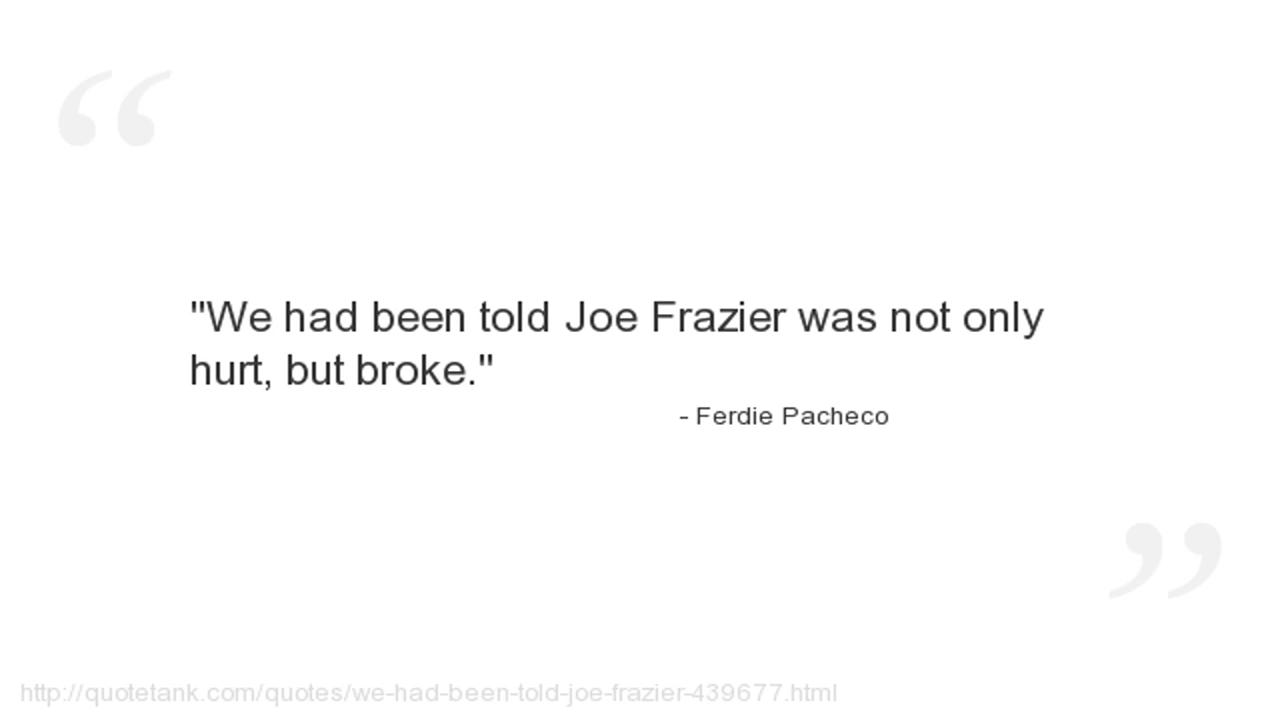 "We had been told Joe Frazier was not only
hurt, but broke."
- Ferdie Pacheco
http://quotetank.com/quotes/we-had-been-told-joe-frazier-439677.html